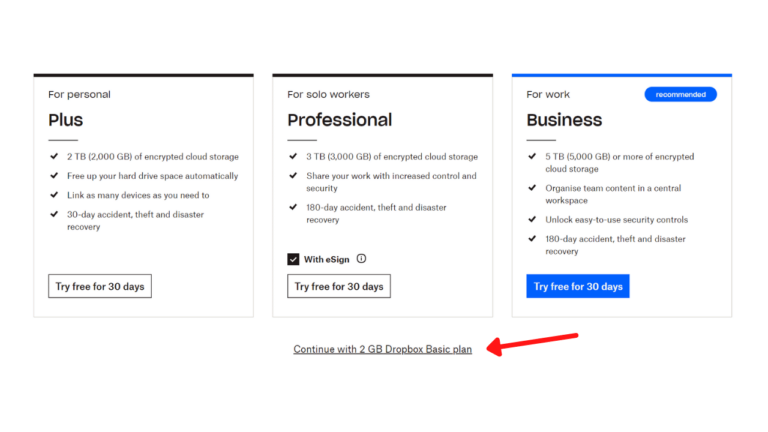 For personal
Plus
2 TB (2,000 GB) of encrypted cloud storage
Free up your hard drive space automatically
Link as many devices as you need to
30-day accident, theft and disaster
recovery
Try free for 30 days
For solo workers
Professional
3 TB (3,000 GB) of encrypted cloud storage
Share your work with increased control and
security
180-day accident, theft and disaster
recovery
With eSign
Try free for 30 days
For work
recommended
Business
5 TB (5,000 GB) or more of encrypted
cloud storage
Organise team content in a central
workspace
Unlock easy-to-use security controls
180-day accident, theft and disaster
recovery
Try free for 30 days
Continue with 2 GB Dropbox Basic plan